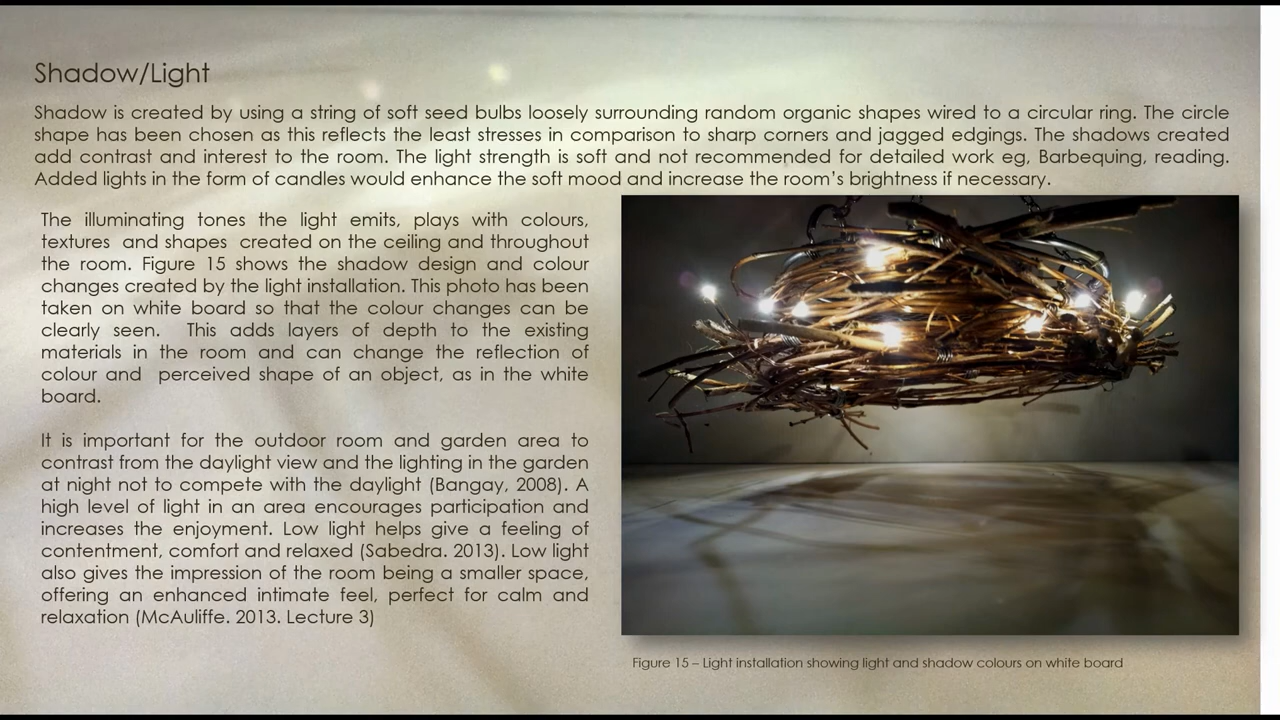 Shadow/Light
Shadow is created by using a string of soft seed bulbs loosely surrounding random organic shapes wired to a circular ring. The circle
shape has been chosen as this reflects the least stresses in comparison to sharp corners and jagged edgings. The shadows created
add contrast and interest to the room. The light strength is soft and not recommended for detailed work eg, Barbequing, reading.
Added lights in the form of candles would enhance the soft mood and increase the room's brightness if necessary.
The illuminating tones the light emits, plays with colours,
textures and shapes created on the ceiling and throughout
the room. Figure 15 shows the shadow design and colour
changes created by the light installation. This photo has been
taken on white board so that the colour changes can be
clearly seen. This adds layers of depth to the existing
materials in the room and can change the reflection of
colour and perceived shape of an object, as in the white
board.
It is important for the outdoor room and garden area to
contrast from the daylight view and the lighting in the garden
at night not to compete with the daylight (Bangay, 2008). A
high level of light in an area encourages participation and
increases the enjoyment. Low light helps give a feeling of
contentment, comfort and relaxed (Sabedra. 2013). Low light
also gives the impression of the room being a smaller space,
offering an enhanced intimate feel, perfect for calm and
relaxation (McAuliffe. 2013. Lecture 3)
Figure 15 – Light installation showing light and shadow colours on white board